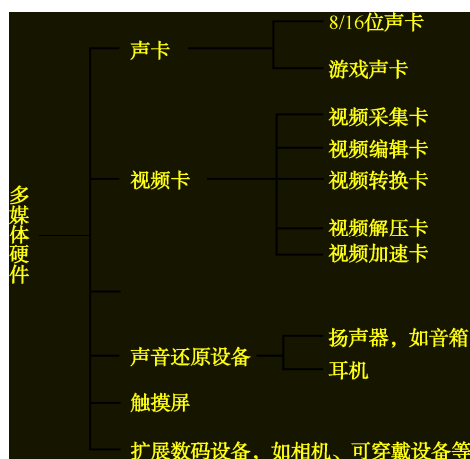 多媒体硬件
声卡
8/16位声卡
游戏声卡
视频卡
视频采集卡
视频编辑卡
视频转换卡
视频解压卡
视频加速卡
声音还原设备
扬声器，如音箱
耳机
触摸屏
扩展数码设备，如相机、可穿戴设备等